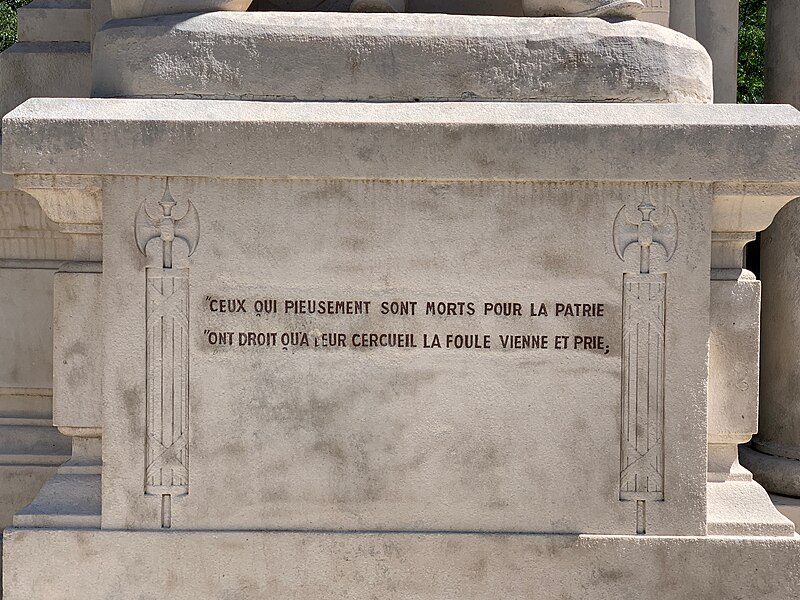 "CEUX QUI PIEUSEMENT SONT MORTS POUR LA PATRIE
"ONT DROIT QU'A LEUR CERCUEIL LA FOULE VIENNE ET PRIE;